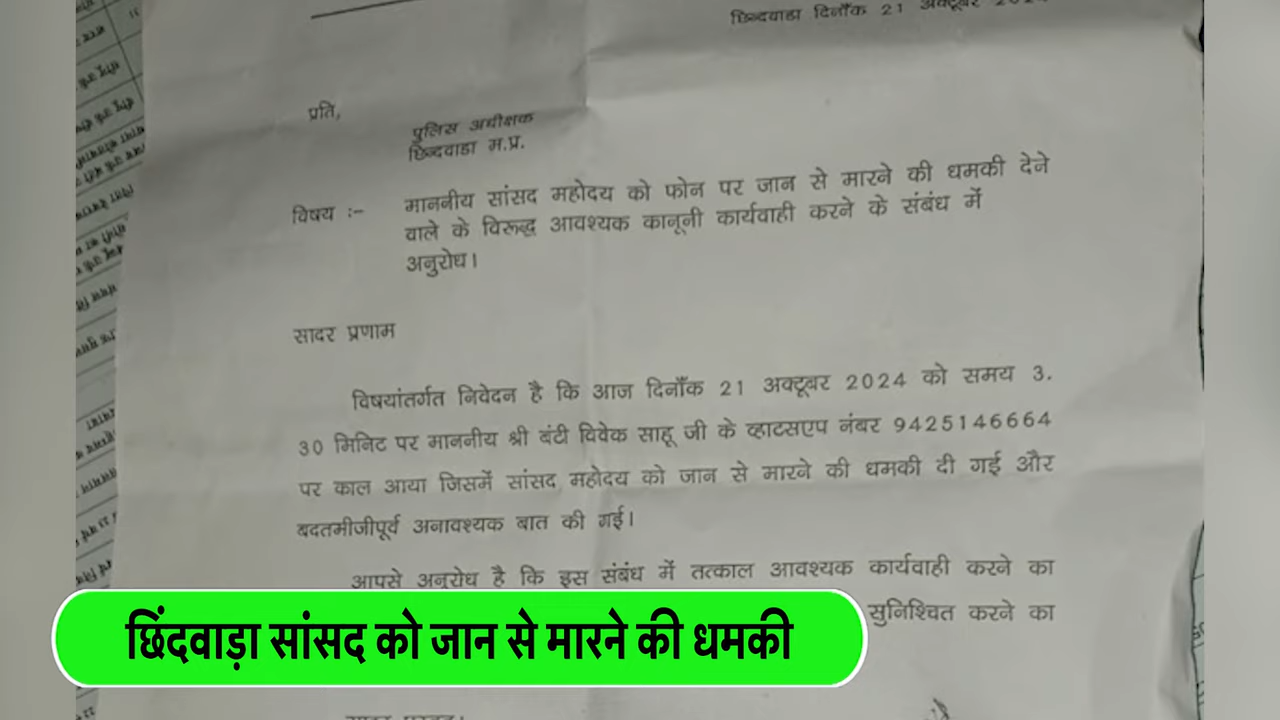 छिन्दवाडा दिनाँक 21 अक्टूबर 2024
प्रति,
पुलिस अधीक्षक
छिन्दवाडा म.प्र.
विषय :- माननीय सांसद महोदय को फोन पर जान से मारने की धमकी देने
वाले के विरूद्ध आवश्यक कानूनी कार्यवाही करने के संबंध में
अनुरोध।
सादर प्रणाम
विषयांतर्गत निवेदन है कि आज दिनाँक 21 अक्टूबर 2024 को समय 3.
30 मिनिट पर माननीय श्री बंटी विवेक साहू जी के व्हाटसएप नंबर 9425146664
पर काल आया जिसमें सांसद महोदय को जान से मारने की धमकी दी गई और
बदतमीजीपूर्व अनावश्यक बात की गई।
आपसे अनुरोध है कि इस संबंध में तत्काल आवश्यक कार्यवाही करने का
सुनिश्चित करने का
छिंदवाड़ा सांसद को जान से मारने की धमकी